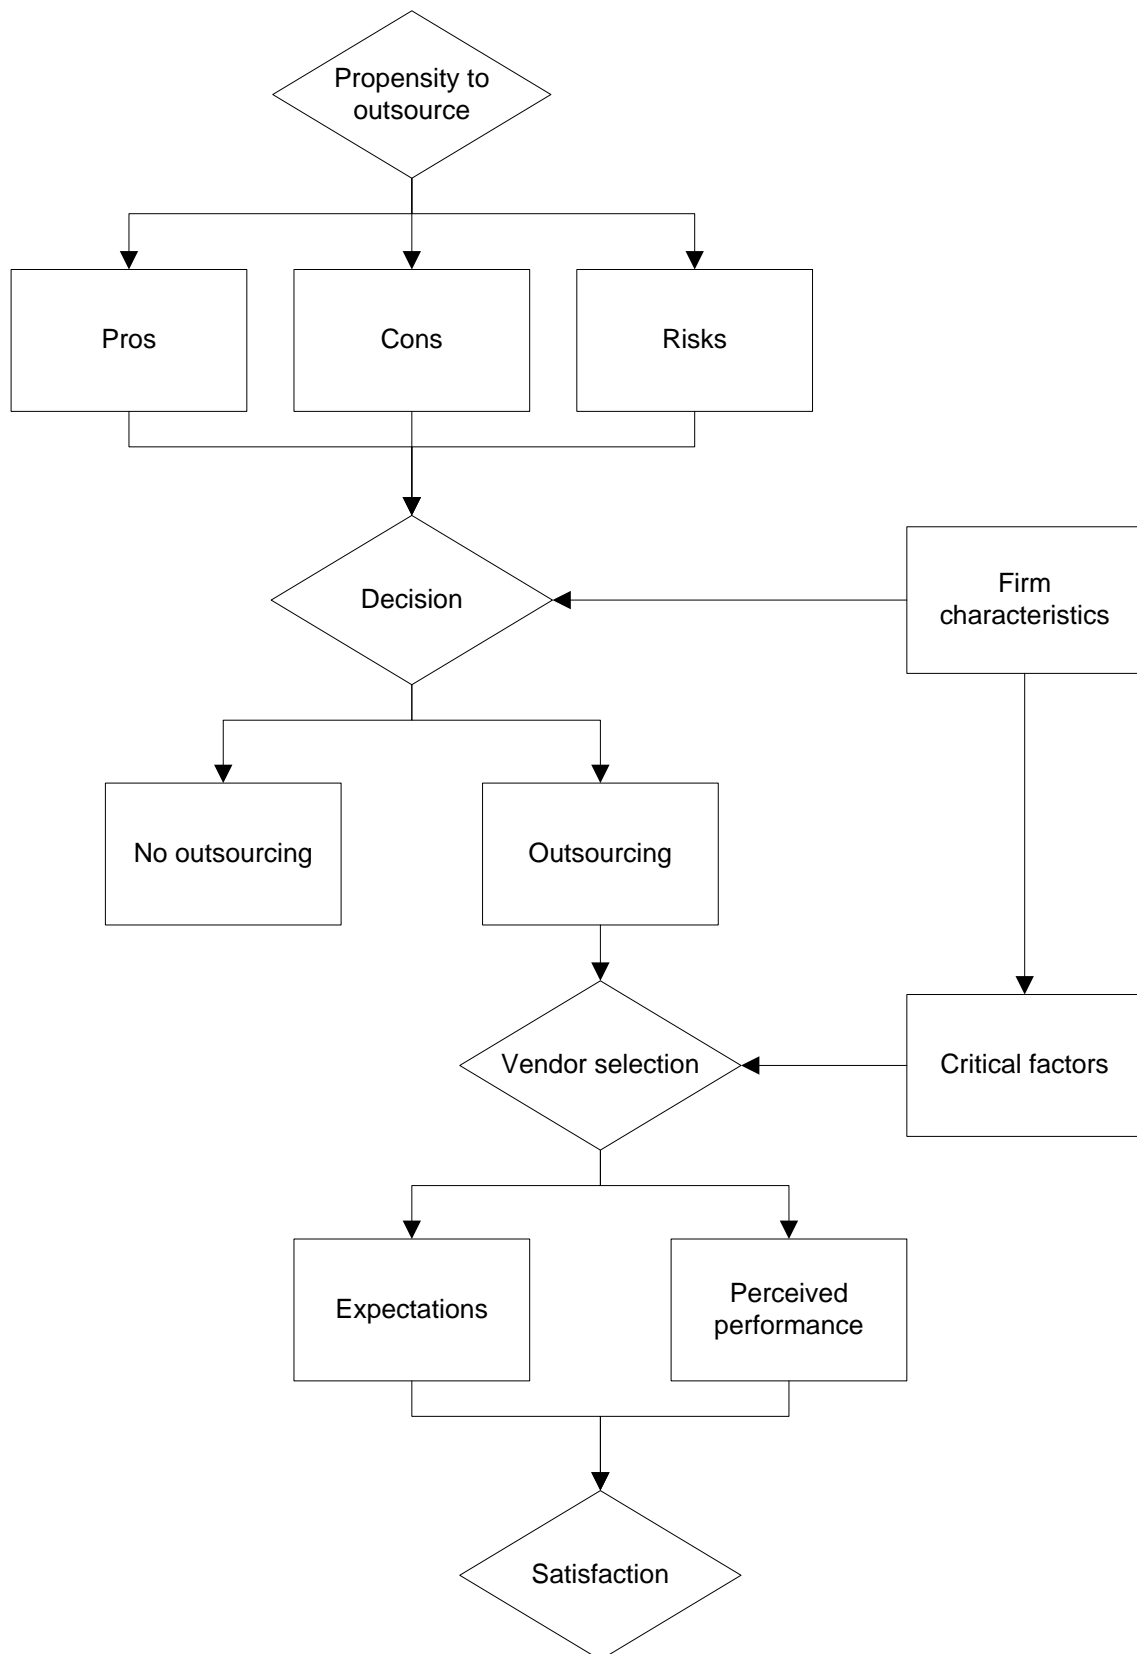 Propensity to
outsource
Pros
Cons
Risks
Decision
Firm
characteristics
No outsourcing
Outsourcing
Vendor selection
Critical factors
Expectations
Perceived
performance
Satisfaction